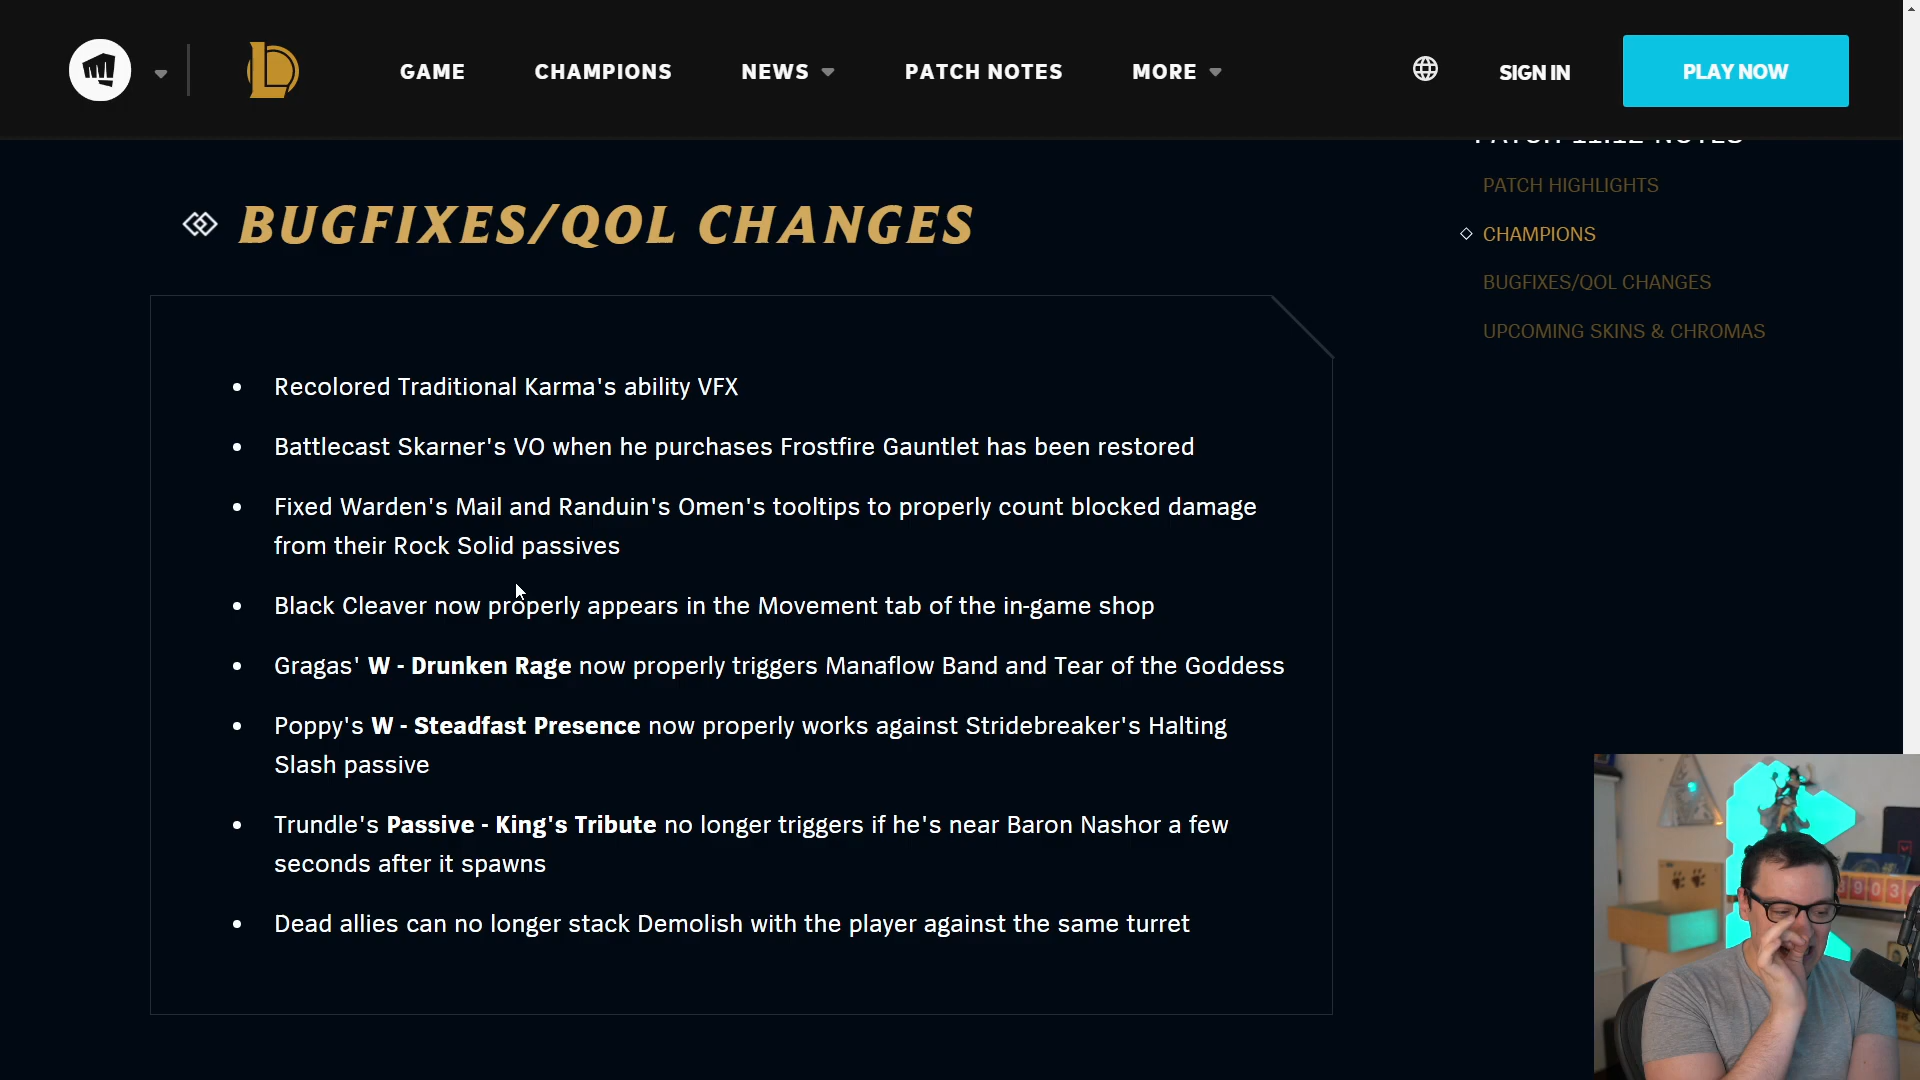 GAME
CHAMPIONS
NEWS
PATCH NOTES
MORE
SIGN IN
PLAY NOW
PATCH 11.12 NOTES
PATCH HIGHLIGHTS
CHAMPIONS
BUGFIXES/QOL CHANGES
UPCOMING SKINS & CHROMAS
BUGFIXES/QOL CHANGES
Recolored Traditional Karma's ability VFX
Battlecast Skarner's VO when he purchases Frostfire Gauntlet has been restored
Fixed Warden's Mail and Randuin's Omen's tooltips to properly count blocked damage
from their Rock Solid passives
Black Cleaver now properly appears in the Movement tab of the in-game shop
Gragas' W - Drunken Rage now properly triggers Manaflow Band and Tear of the Goddess
Poppy's W - Steadfast Presence now properly works against Stridebreaker's Halting
Slash passive
Trundle's Passive - King's Tribute no longer triggers if he's near Baron Nashor a few
seconds after it spawns
Dead allies can no longer stack Demolish with the player against the same turret